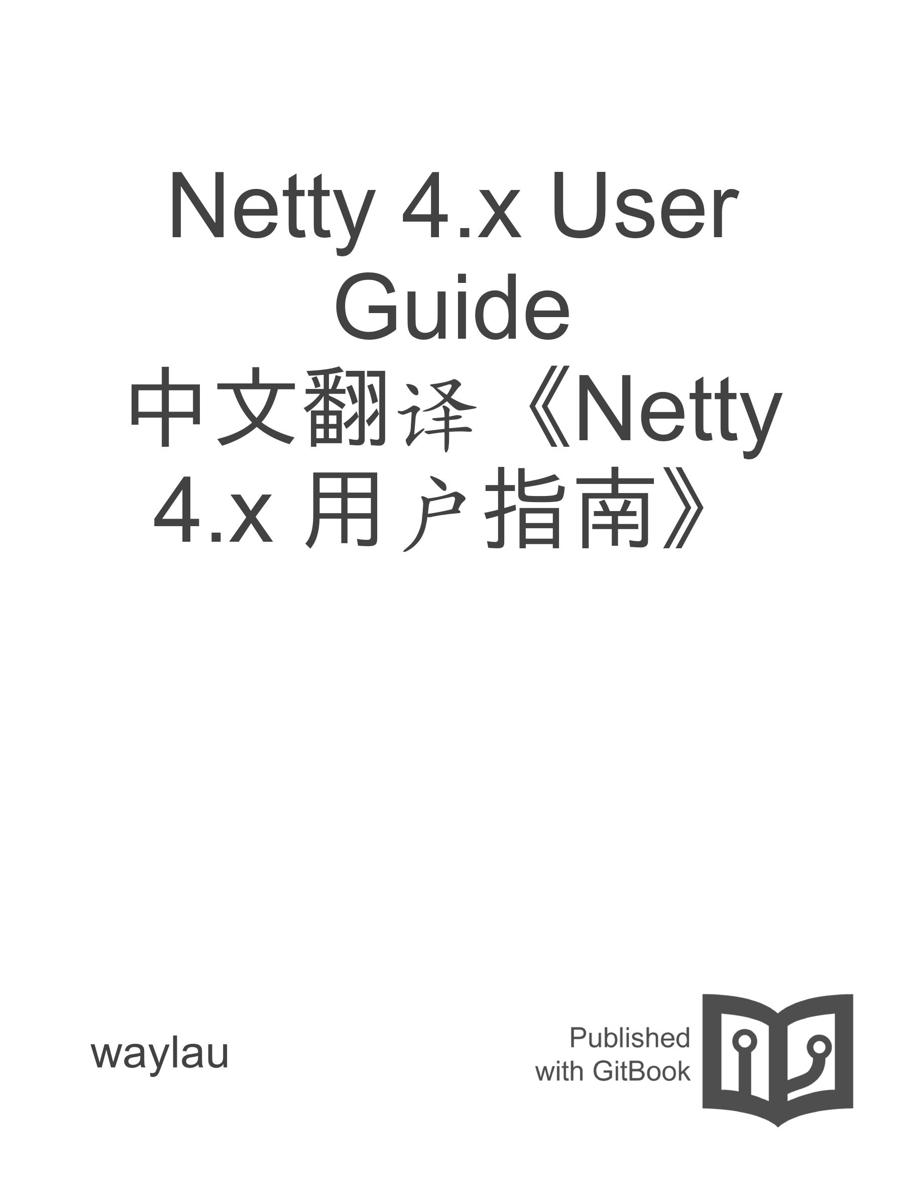 Netty 4.x User
Guide
中文翻译《Netty
4.x 用户指南》
waylau
Published
with GitBook